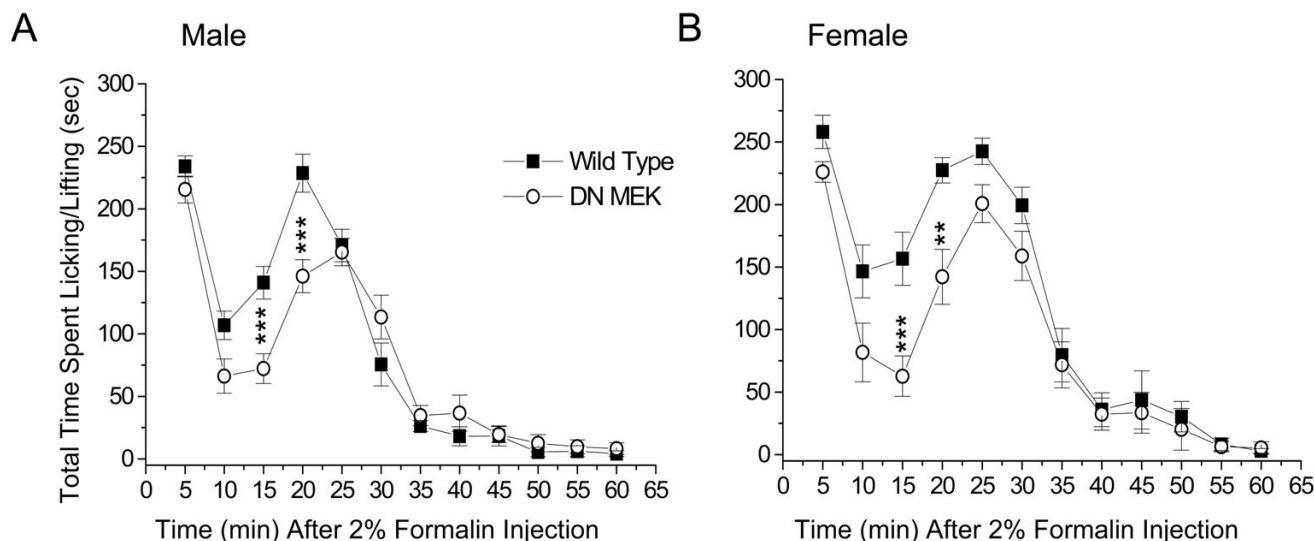 A
Male
B
Female
Total Time Spent Licking/Lifting (sec)
300
250
200
150
100
50
0
***
***
Wild Type
DN MEK
0 5 10 15 20 25 30 35 40 45 50 55 60 65
Time (min) After 2% Formalin Injection
300
250
200
150
100
50
0
***
**
0 5 10 15 20 25 30 35 40 45 50 55 60 65
Time (min) After 2% Formalin Injection